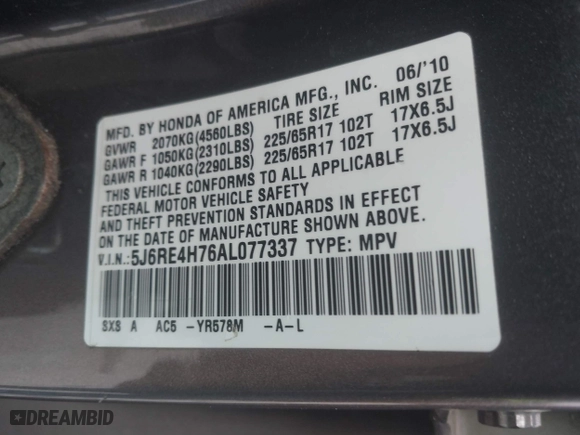 MFD. BY HONDA OF AMERICA MFG., INC. 06/'10
GVWR 2070KG(4560LBS) TIRE SIZE RIM SIZE
GAWR F 1050KG(2310LBS) 225/65R17 102T 17X6.5J
GAWR R 1040KG(2290LBS) 225/65R17 102T 17X6.5J
THIS VEHICLE CONFORMS TO ALL APPLICABLE
FEDERAL MOTOR VEHICLE SAFETY
AND THEFT PREVENTION STANDARDS IN EFFECT
ON THE DATE OF MANUFACTURE SHOWN ABOVE.
V.I.N.:5J6RE4H76AL077337 TYPE: MPV
SXS A AC5 -YR578M -A-L
DREAMBID